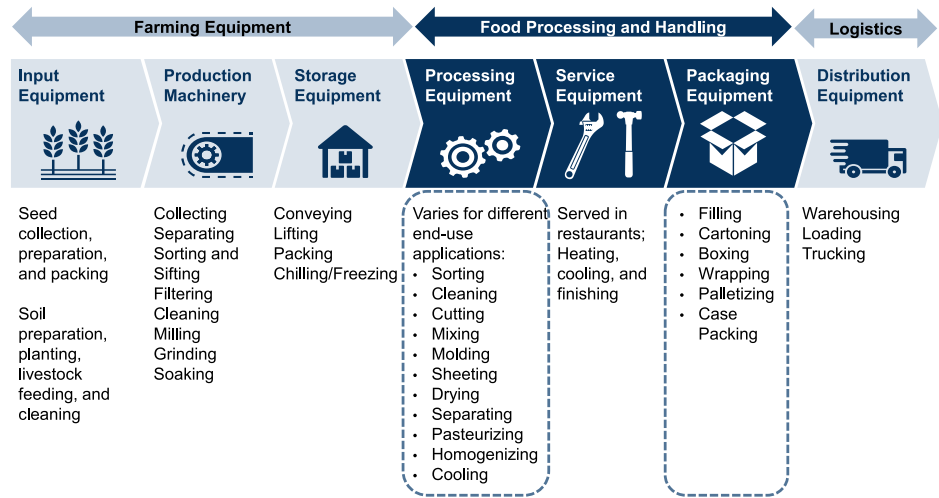 Farming Equipment
Food Processing and Handling
Logistics
Input
Equipment
Production
Machinery
Storage
Equipment
Processing
Equipment
Service
Equipment
Packaging
Equipment
Distribution
Equipment
Seed
collection,
preparation,
and packing
Soil
preparation,
planting,
livestock
feeding, and
cleaning
Collecting
Separating
Sorting and
Sifting
Filtering
Cleaning
Milling
Grinding
Soaking
Conveying
Lifting
Packing
Chilling/Freezing
Varies for different
end-use
applications:
• Sorting
• Cleaning
• Cutting
• Mixing
• Molding
• Sheeting
• Drying
• Separating
• Pasteurizing
• Homogenizing
• Cooling
Served in
restaurants;
Heating,
cooling, and
finishing
• Filling
• Cartoning
• Boxing
• Wrapping
• Palletizing
• Case
Packing
Warehousing
Loading
Trucking